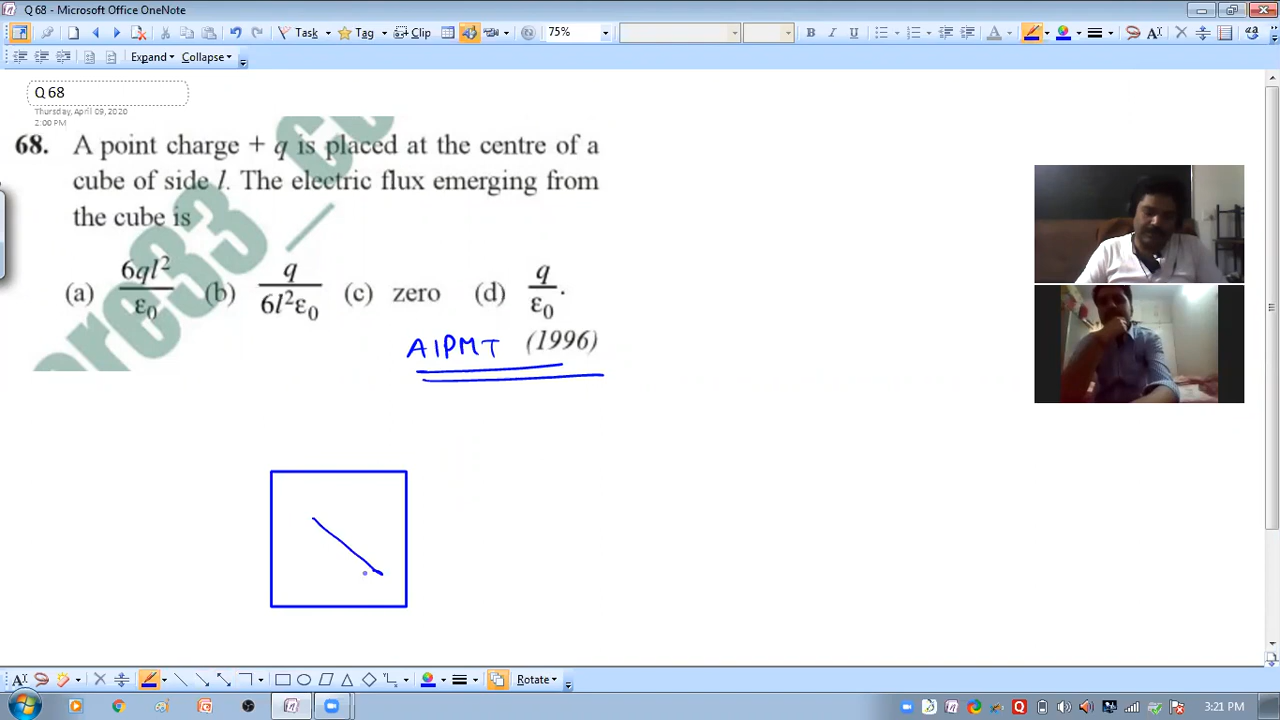 Q 68 - Microsoft Office OneNote
Task Tag Clip 75% B I U A
Expand Collapse
Q 68
Thursday, April 09, 2020
2:00 PM
68. A point charge + q is placed at the centre of a
cube of side l. The electric flux emerging from
the cube is
(a) 6ql²/ε₀ (b) q/6l²ε₀ (c) zero (d) q/ε₀.
AIPMT (1996)
Rotate
3:21 PM